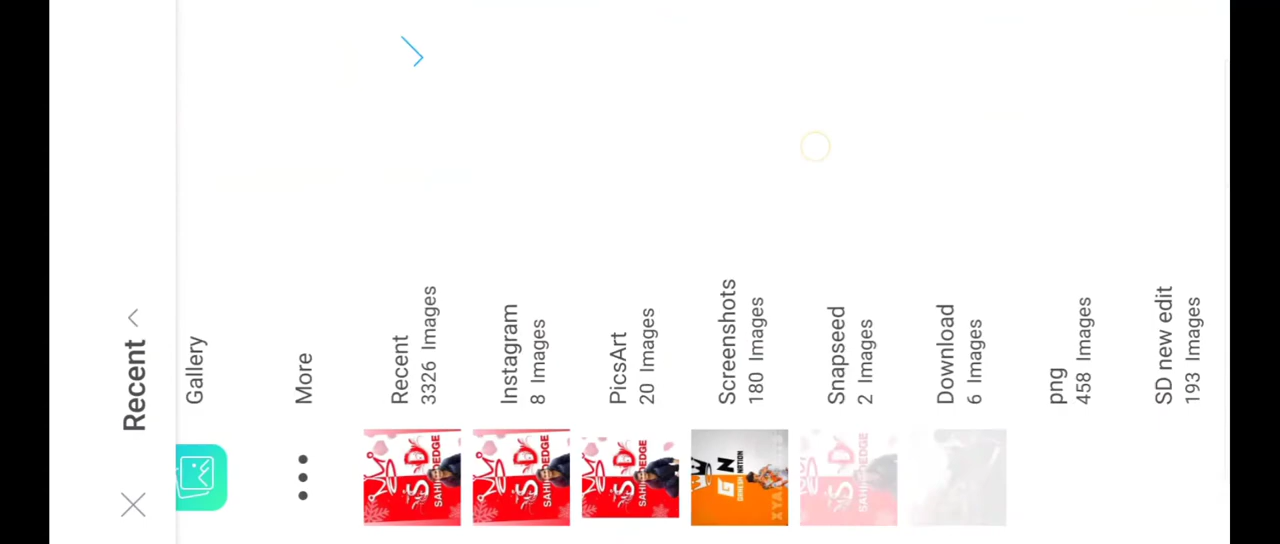 Recent
Gallery
More
Recent
3326 Images
Instagram
8 Images
PicsArt
20 Images
Screenshots
180 Images
Snapseed
2 Images
Download
6 Images
png
458 Images
SD new edit
193 Images